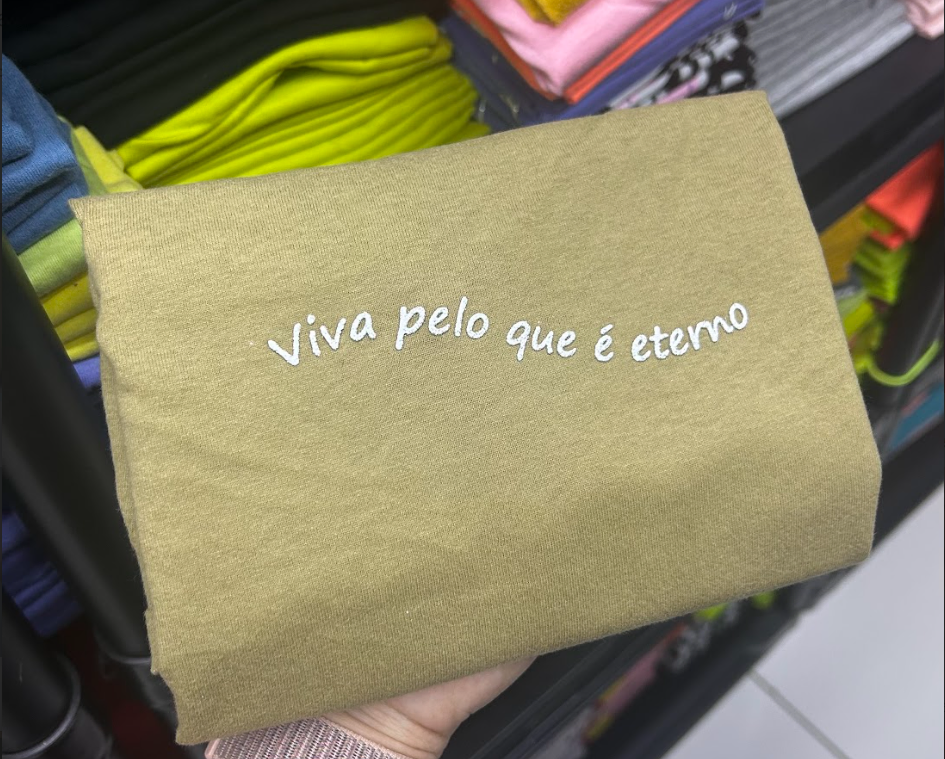 Viva pelo que é eterno